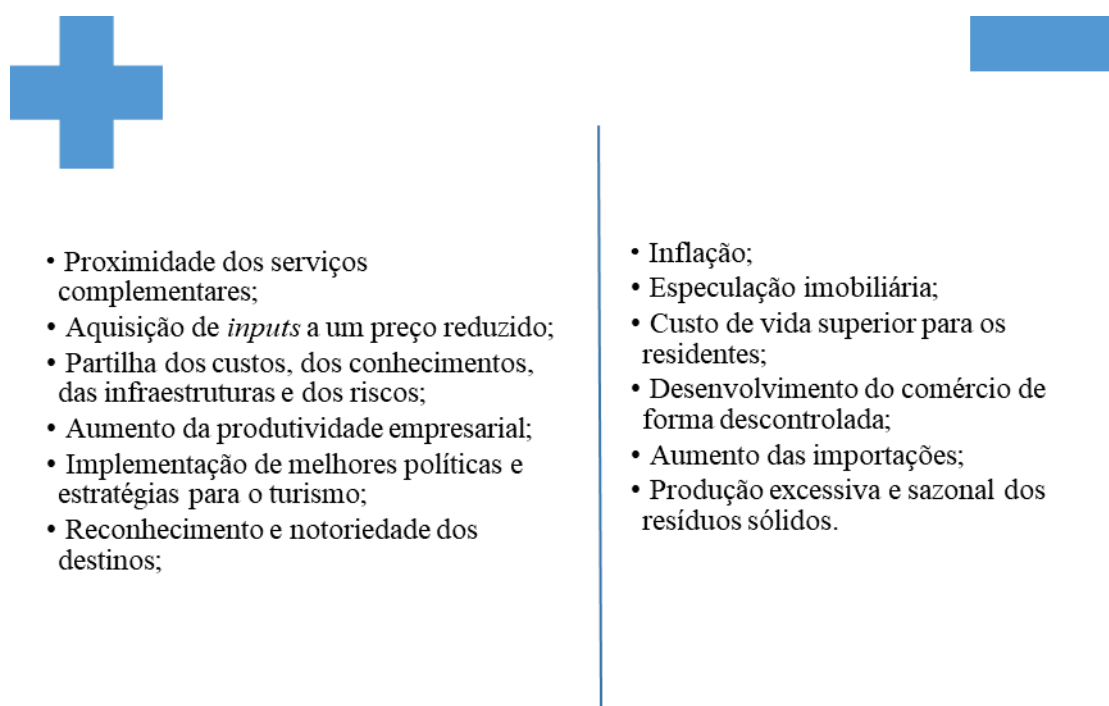 • Proximidade dos serviços
complementares;
• Aquisição de inputs a um preço reduzido;
• Partilha dos custos, dos conhecimentos,
das infraestruturas e dos riscos;
• Aumento da produtividade empresarial;
• Implementação de melhores políticas e
estratégias para o turismo;
• Reconhecimento e notoriedade dos
destinos;
• Inflação;
• Especulação imobiliária;
• Custo de vida superior para os
residentes;
• Desenvolvimento do comércio de
forma descontrolada;
• Aumento das importações;
• Produção excessiva e sazonal dos
resíduos sólidos.